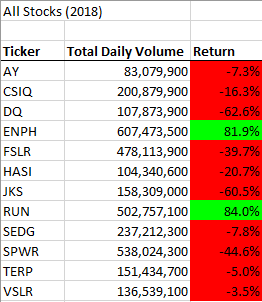 All Stocks (2018)
Ticker Total Daily Volume Return
AY 83,079,900 -7.3%
CSIQ 200,879,900 -16.3%
DQ 107,873,900 -62.6%
ENPH 607,473,500 81.9%
FSLR 478,113,900 -39.7%
HASI 104,340,600 -20.7%
JKS 158,309,000 -60.5%
RUN 502,757,100 84.0%
SEDG 237,212,300 -7.8%
SPWR 538,024,300 -44.6%
TERP 151,434,700 -5.0%
VSLR 136,539,100 -3.5%